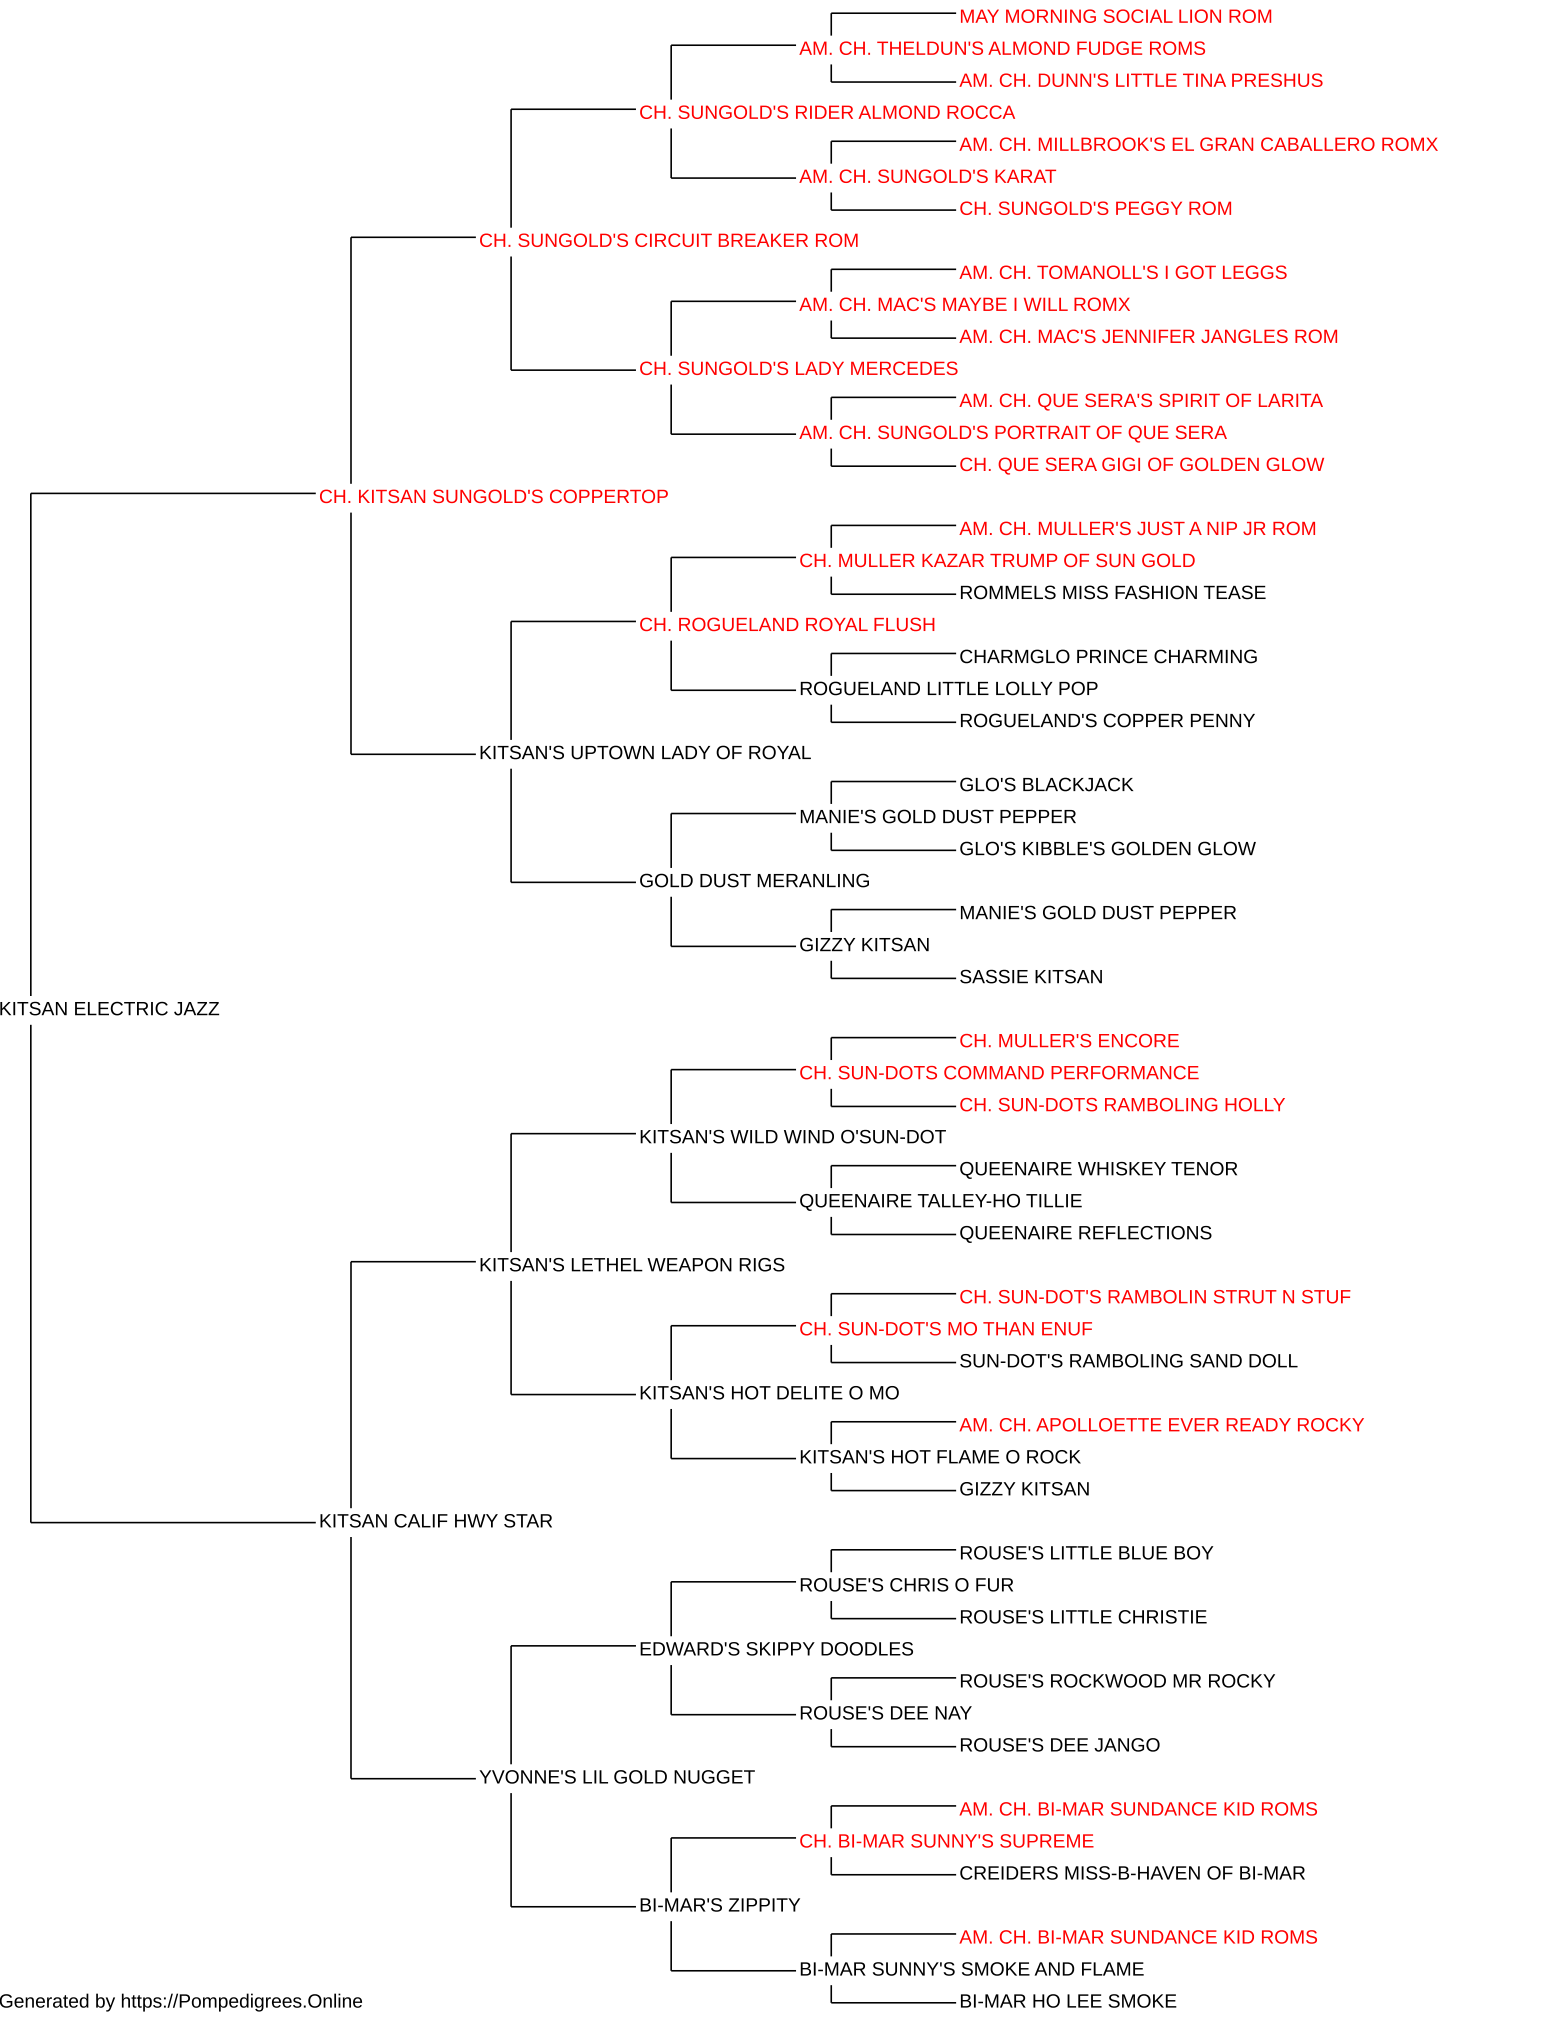 MAY MORNING SOCIAL LION ROM
AM. CH. THELDUN'S ALMOND FUDGE ROMS
AM. CH. DUNN'S LITTLE TINA PRESHUS
CH. SUNGOLD'S RIDER ALMOND ROCCA
AM. CH. MILLBROOK'S EL GRAN CABALLERO ROMX
AM. CH. SUNGOLD'S KARAT
CH. SUNGOLD'S PEGGY ROM
CH. SUNGOLD'S CIRCUIT BREAKER ROM
AM. CH. TOMANOLL'S I GOT LEGGS
AM. CH. MAC'S MAYBE I WILL ROMX
AM. CH. MAC'S JENNIFER JANGLES ROM
CH. SUNGOLD'S LADY MERCEDES
AM. CH. QUE SERA'S SPIRIT OF LARITA
AM. CH. SUNGOLD'S PORTRAIT OF QUE SERA
CH. QUE SERA GIGI OF GOLDEN GLOW
CH. KITSAN SUNGOLD'S COPPERTOP
AM. CH. MULLER'S JUST A NIP JR ROM
CH. MULLER KAZAR TRUMP OF SUN GOLD
ROMMELS MISS FASHION TEASE
CH. ROGUELAND ROYAL FLUSH
CHARMGLO PRINCE CHARMING
ROGUELAND LITTLE LOLLY POP
ROGUELAND'S COPPER PENNY
KITSAN'S UPTOWN LADY OF ROYAL
GLO'S BLACKJACK
MANIE'S GOLD DUST PEPPER
GLO'S KIBBLE'S GOLDEN GLOW
GOLD DUST MERANLING
MANIE'S GOLD DUST PEPPER
GIZZY KITSAN
SASSIE KITSAN
KITSAN ELECTRIC JAZZ
CH. MULLER'S ENCORE
CH. SUN-DOTS COMMAND PERFORMANCE
CH. SUN-DOTS RAMBOLING HOLLY
KITSAN'S WILD WIND O'SUN-DOT
QUEENAIRE WHISKEY TENOR
QUEENAIRE TALLEY-HO TILLIE
QUEENAIRE REFLECTIONS
KITSAN'S LETHEL WEAPON RIGS
CH. SUN-DOT'S RAMBOLIN STRUT N STUF
CH. SUN-DOT'S MO THAN ENUF
SUN-DOT'S RAMBOLING SAND DOLL
KITSAN'S HOT DELITE O MO
AM. CH. APOLLOETTE EVER READY ROCKY
KITSAN'S HOT FLAME O ROCK
GIZZY KITSAN
KITSAN CALIF HWY STAR
ROUSE'S LITTLE BLUE BOY
ROUSE'S CHRIS O FUR
ROUSE'S LITTLE CHRISTIE
EDWARD'S SKIPPY DOODLES
ROUSE'S ROCKWOOD MR ROCKY
ROUSE'S DEE NAY
ROUSE'S DEE JANGO
YVONNE'S LIL GOLD NUGGET
AM. CH. BI-MAR SUNDANCE KID ROMS
CH. BI-MAR SUNNY'S SUPREME
CREIDERS MISS-B-HAVEN OF BI-MAR
BI-MAR'S ZIPPITY
AM. CH. BI-MAR SUNDANCE KID ROMS
BI-MAR SUNNY'S SMOKE AND FLAME
BI-MAR HO LEE SMOKE
Generated by https://Pompedigrees.Online